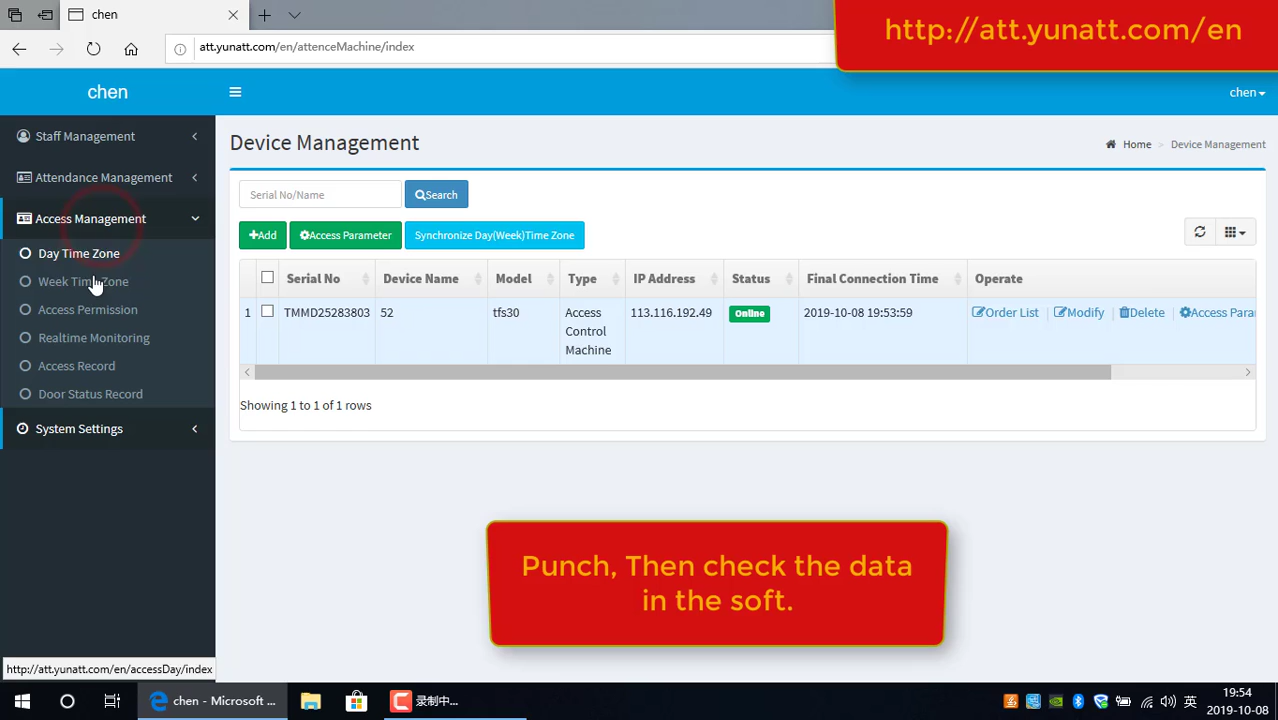 chen
http://att.yunatt.com/en
att.yunatt.com/en/attenceMachine/index
chen
chen
Staff Management
Attendance Management
Access Management
Day Time Zone
Week Time Zone
Access Permission
Realtime Monitoring
Access Record
Door Status Record
System Settings
Device Management
Home > Device Management
Serial No/Name
Search
+Add
Access Parameter
Synchronize Day(Week)Time Zone
Serial No Device Name Model Type IP Address Status Final Connection Time Operate
1 TMMD25283803 52 tfs30 Access Control Machine 113.116.192.49 Online 2019-10-08 19:53:59 Order List Modify Delete Access Para
Showing 1 to 1 of 1 rows
Punch, Then check the data
in the soft.
http://att.yunatt.com/en/accessDay/index
chen - Microsoft ...
录制中...
英
19:54
2019-10-08